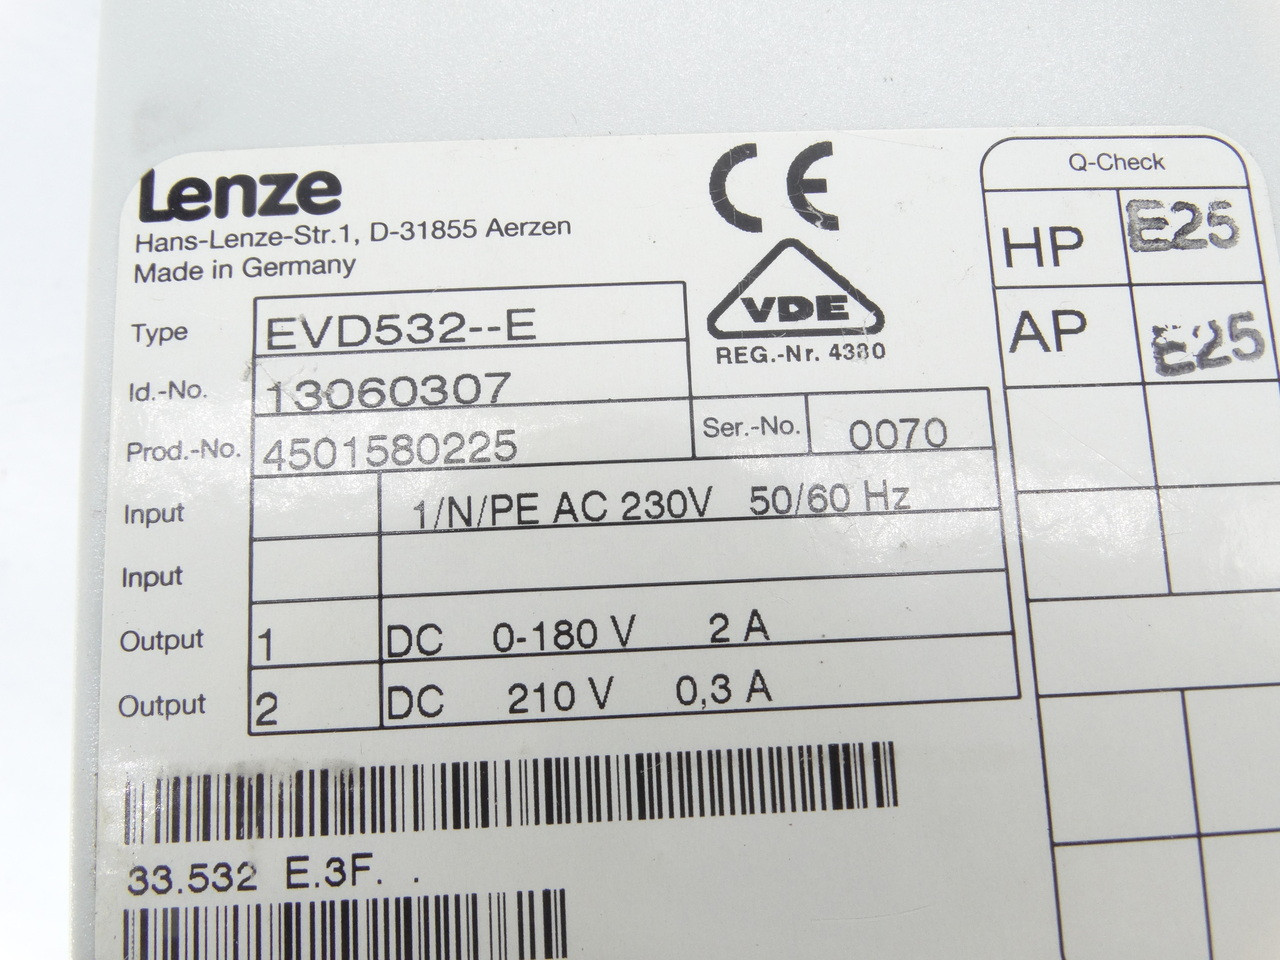 Lenze
Hans-Lenze-Str.1, D-31855 Aerzen
Made in Germany
CE
VDE
REG.-Nr. 4380
Q-Check
HP E25
AP E25
Type EVD532--E
Id.-No. 13060307
Prod.-No. 4501580225 Ser.-No. 0070
Input 1/N/PE AC 230V 50/60 Hz
Input
Output 1 DC 0-180 V 2 A
Output 2 DC 210 V 0,3 A
33.532 E.3F. .